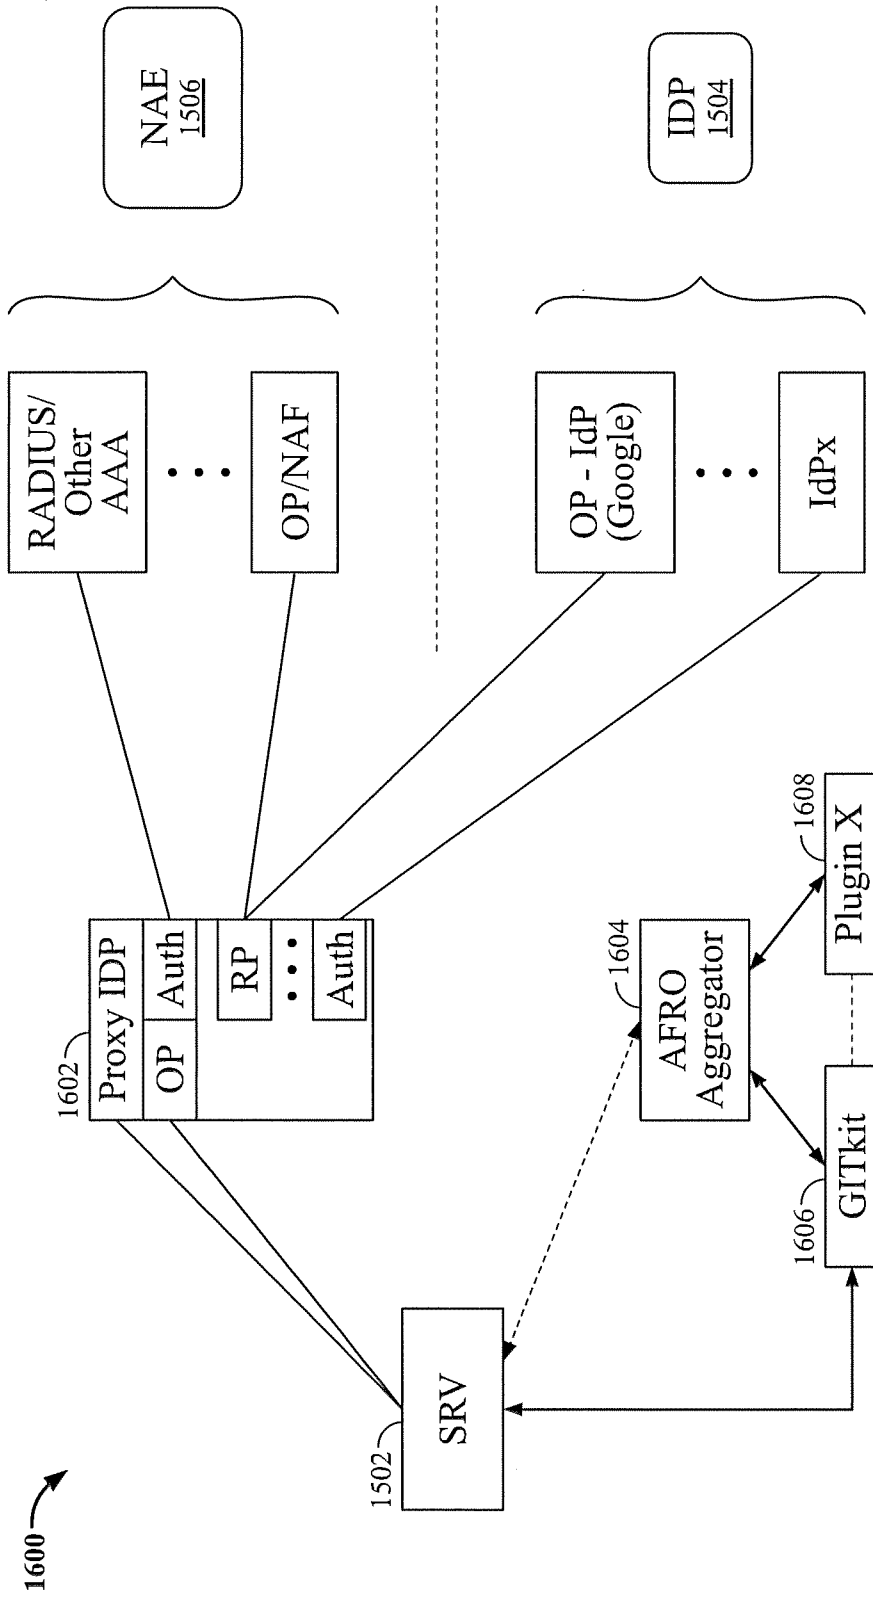 1600
1602
Proxy IDP
OP
Auth
RP
Auth
RADIUS/
Other
AAA
OP/NAF
NAE
1506
1502
SRV
1604
AFRO
Aggregator
1606
GITkit
1608
Plugin X
OP - IdP
(Google)
IdPx
IDP
1504